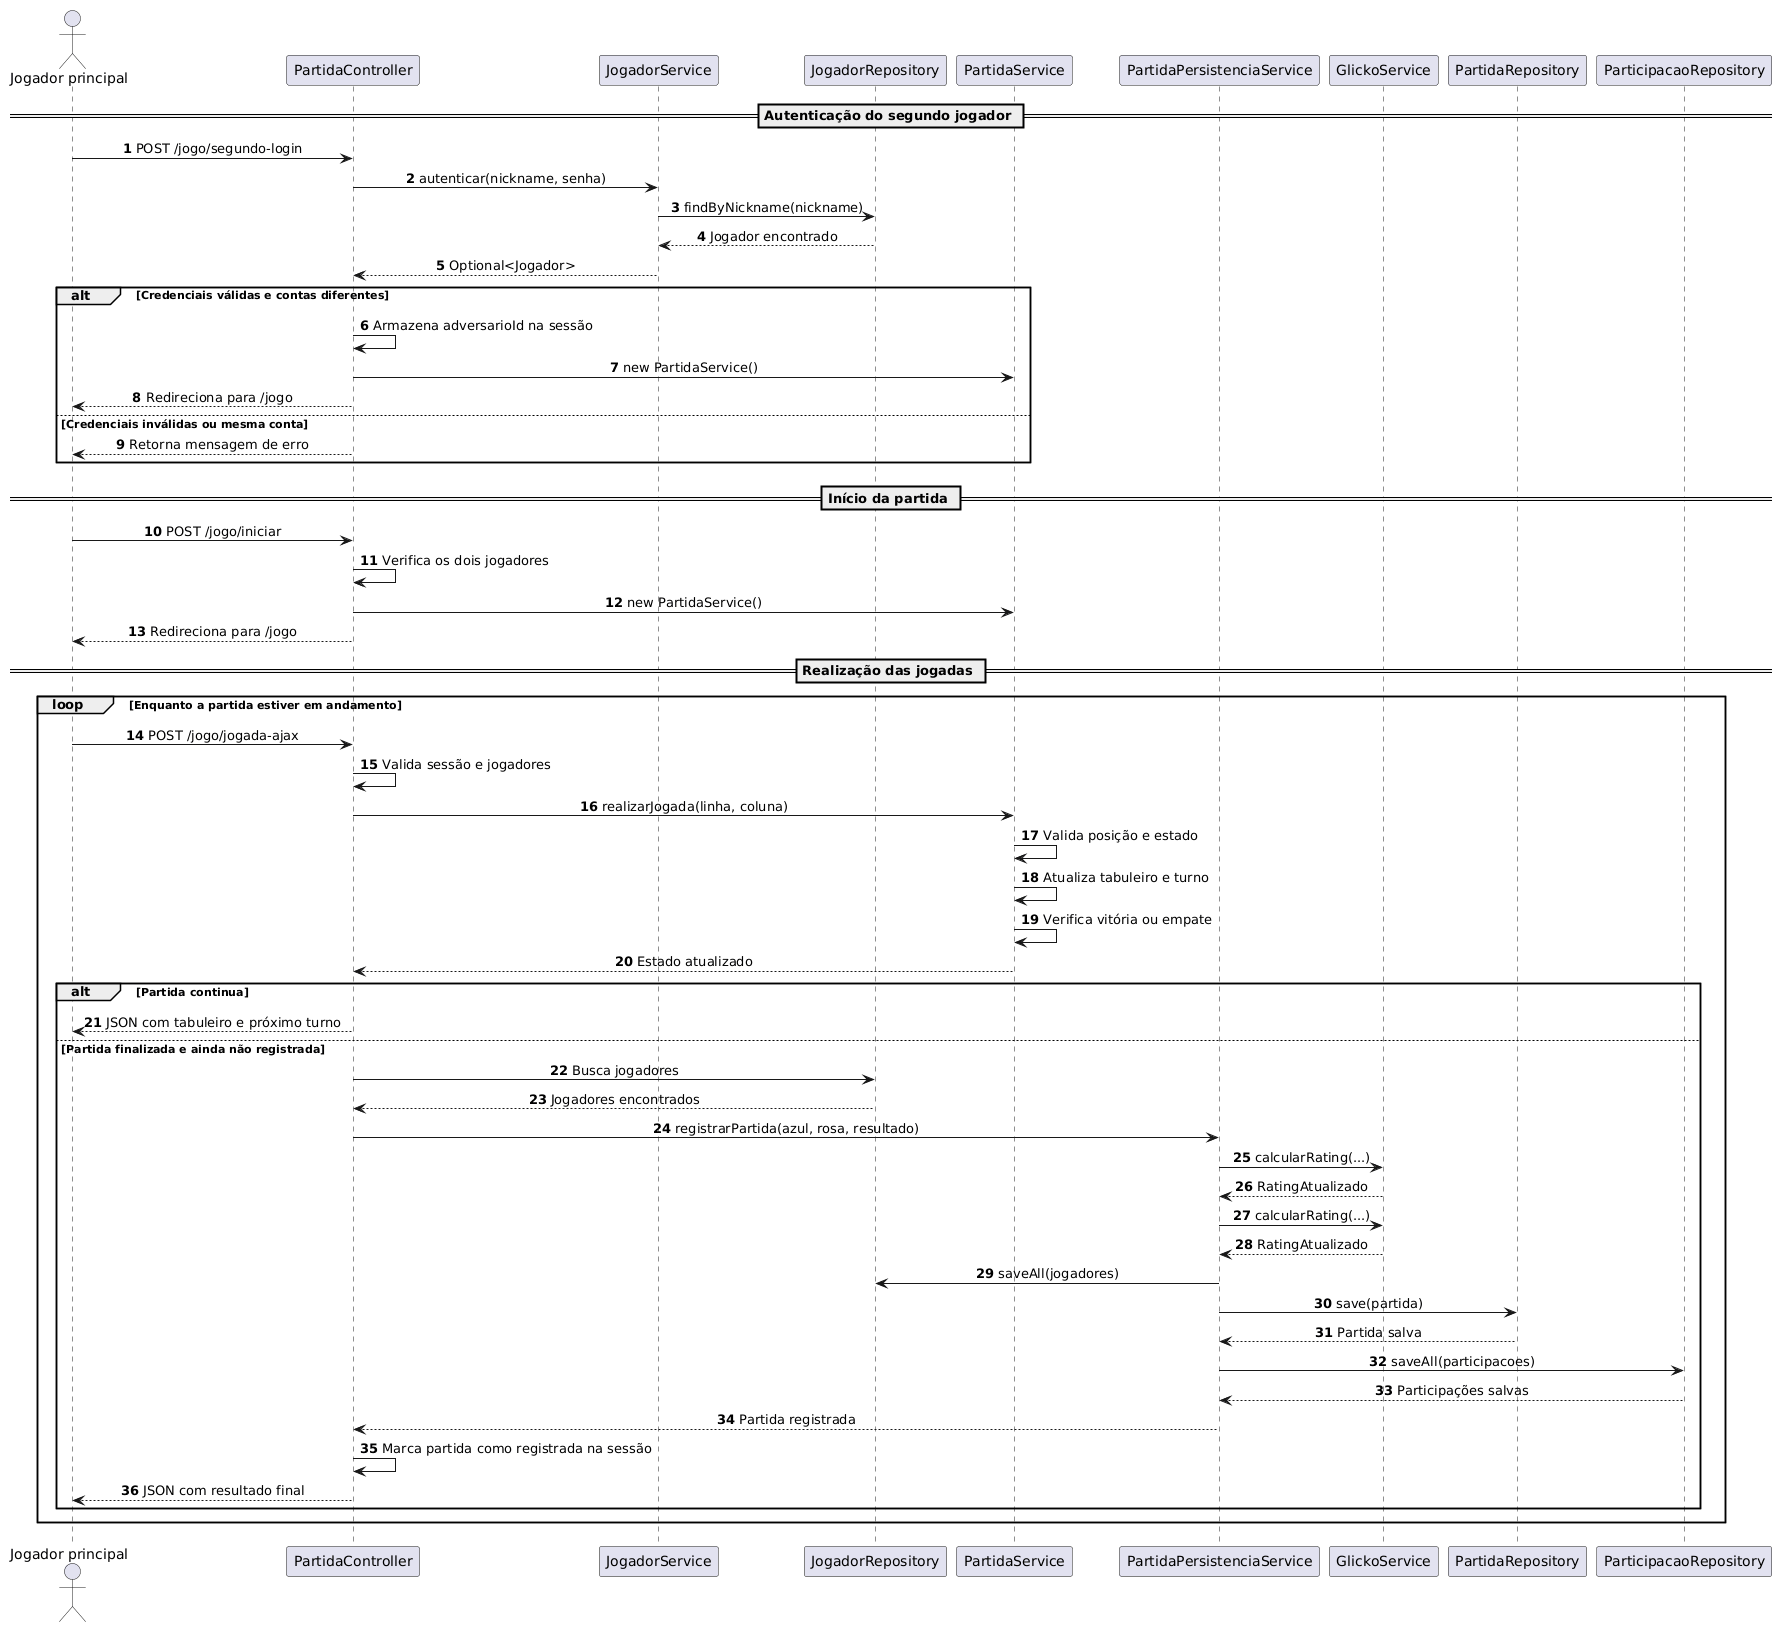 Jogador principal
PartidaController
JogadorService
JogadorRepository
PartidaService
PartidaPersistenciaService
GlickoService
PartidaRepository
ParticipacaoRepository
Autenticação do segundo jogador
1 POST /jogo/segundo-login
2 autenticar(nickname, senha)
3 findByNickname(nickname)
4 Jogador encontrado
5 Optional<Jogador>
alt [Credenciais válidas e contas diferentes]
6 Armazena adversarioId na sessão
7 new PartidaService()
8 Redireciona para /jogo
[Credenciais inválidas ou mesma conta]
9 Retorna mensagem de erro
Início da partida
10 POST /jogo/iniciar
11 Verifica os dois jogadores
12 new PartidaService()
13 Redireciona para /jogo
Realização das jogadas
loop [Enquanto a partida estiver em andamento]
14 POST /jogo/jogada-ajax
15 Valida sessão e jogadores
16 realizarJogada(linha, coluna)
17 Valida posição e estado
18 Atualiza tabuleiro e turno
19 Verifica vitória ou empate
20 Estado atualizado
alt [Partida continua]
21 JSON com tabuleiro e próximo turno
[Partida finalizada e ainda não registrada]
22 Busca jogadores
23 Jogadores encontrados
24 registrarPartida(azul, rosa, resultado)
25 calcularRating(...)
26 RatingAtualizado
27 calcularRating(...)
28 RatingAtualizado
29 saveAll(jogadores)
30 save(partida)
31 Partida salva
32 saveAll(participacoes)
33 Participações salvas
34 Partida registrada
35 Marca partida como registrada na sessão
36 JSON com resultado final
Jogador principal
PartidaController
JogadorService
JogadorRepository
PartidaService
PartidaPersistenciaService
GlickoService
PartidaRepository
ParticipacaoRepository